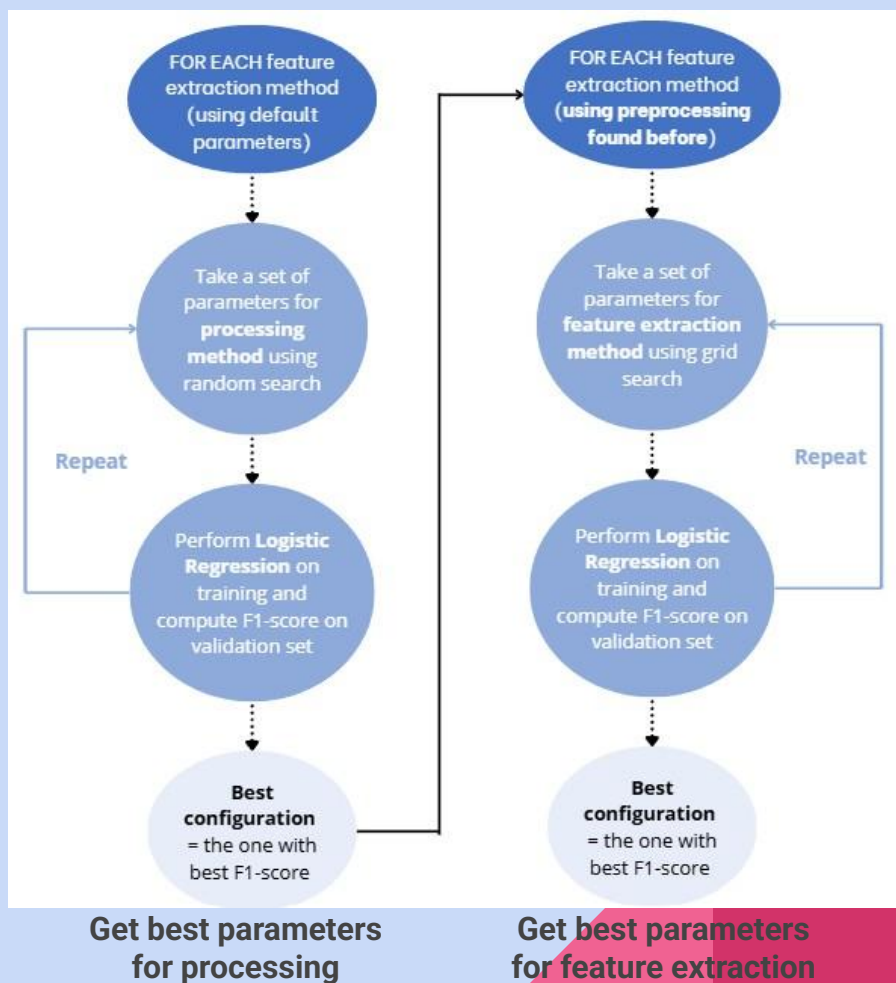 FOR EACH feature
extraction method
(using default
parameters)
Take a set of
parameters for
processing
method using
random search
Repeat
Perform Logistic
Regression on
training and
compute F1-score on
validation set
Best
configuration
= the one with
best F1-score
Get best parameters
for processing
FOR EACH feature
extraction method
(using preprocessing
found before)
Take a set of
parameters for
feature extraction
method using grid
search
Repeat
Perform Logistic
Regression on
training and
compute F1-score on
validation set
Best
configuration
= the one with
best F1-score
Get best parameters
for feature extraction